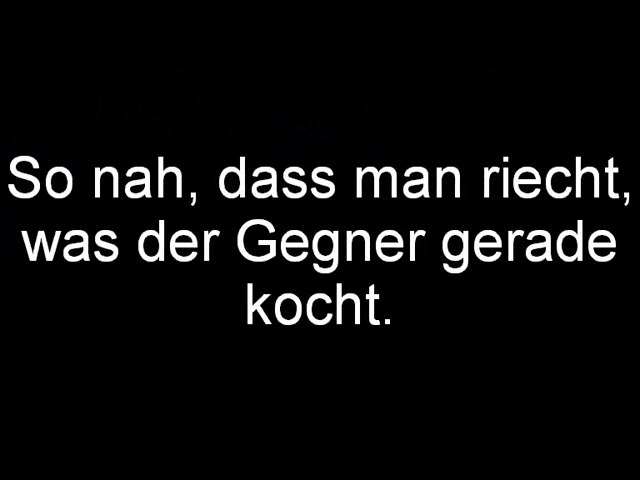 So nah, dass man riecht,
was der Gegner gerade
kocht.